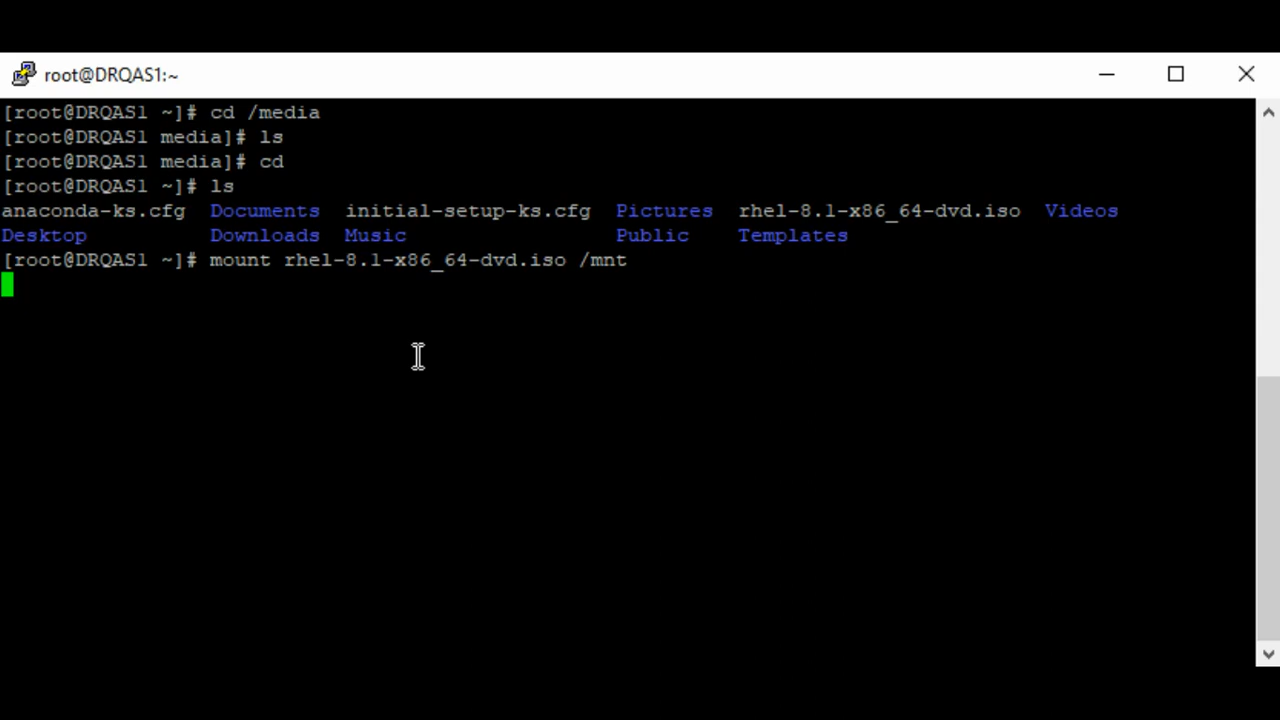 root@DRQAS1:~
[root@DRQAS1 ~]# cd /media
[root@DRQAS1 media]# ls
[root@DRQAS1 media]# cd
[root@DRQAS1 ~]# ls
anaconda-ks.cfg  Documents  initial-setup-ks.cfg  Pictures  rhel-8.1-x86_64-dvd.iso  Videos
Desktop          Downloads  Music                 Public    Templates
[root@DRQAS1 ~]# mount rhel-8.1-x86_64-dvd.iso /mnt